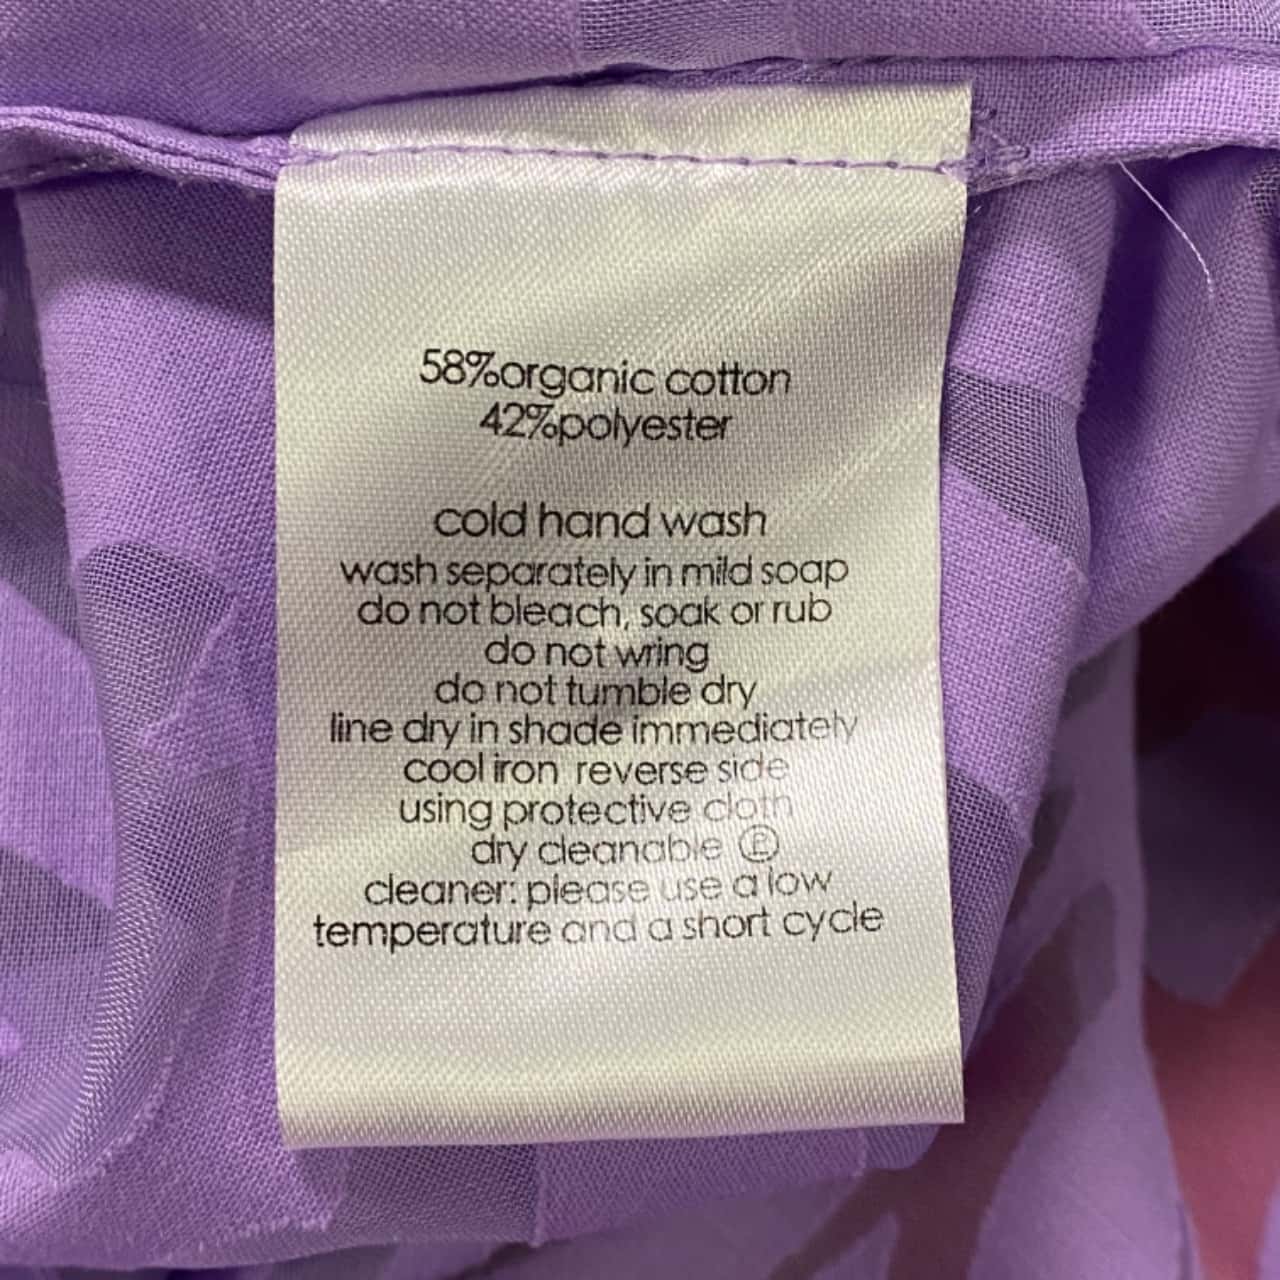 58%organic cotton
42%polyester
cold hand wash
wash separately in mild soap
do not bleach, soak or rub
do not wring
do not tumble dry
line dry in shade immediately
cool iron reverse side
using protective cloth
dry cleanable Ⓟ
cleaner: please use a low
temperature and a short cycle